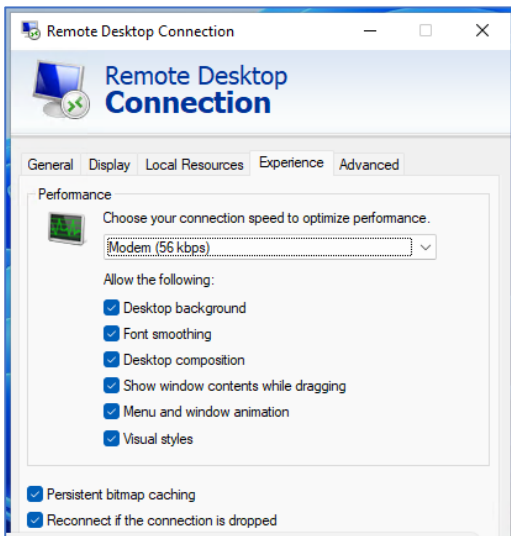 Remote Desktop Connection
Remote Desktop
Connection
General Display Local Resources Experience Advanced
Performance
Choose your connection speed to optimize performance.
Modem (56 kbps)
Allow the following:
Desktop background
Font smoothing
Desktop composition
Show window contents while dragging
Menu and window animation
Visual styles
Persistent bitmap caching
Reconnect if the connection is dropped